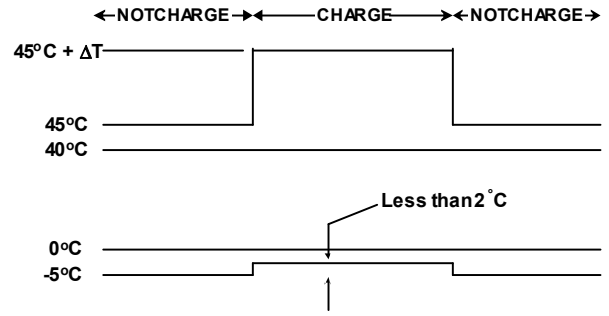 NOTCHARGE CHARGE NOTCHARGE
45°C + ΔT
45°C
40°C
Less than 2°C
0°C
-5°C